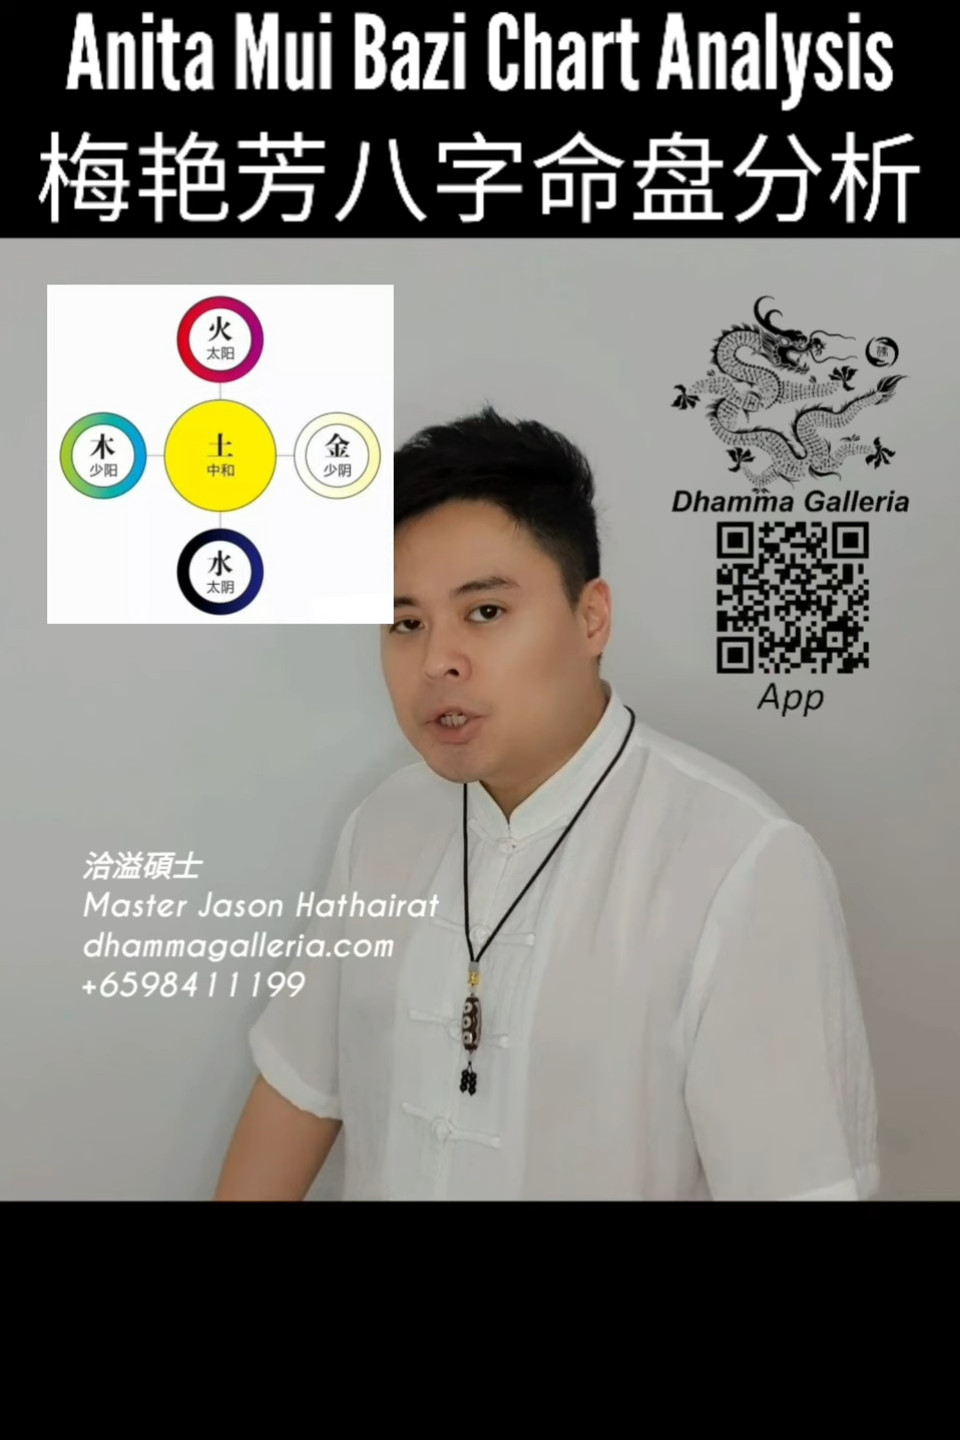 Anita Mui Bazi Chart Analysis
梅艳芳八字命盘分析
火
太阳
木
少阳
土
中和
金
少阴
水
太阴
Dhamma Galleria
App
洽溢碩士
Master Jason Hathairat
dhammagalleria.com
+6598411199